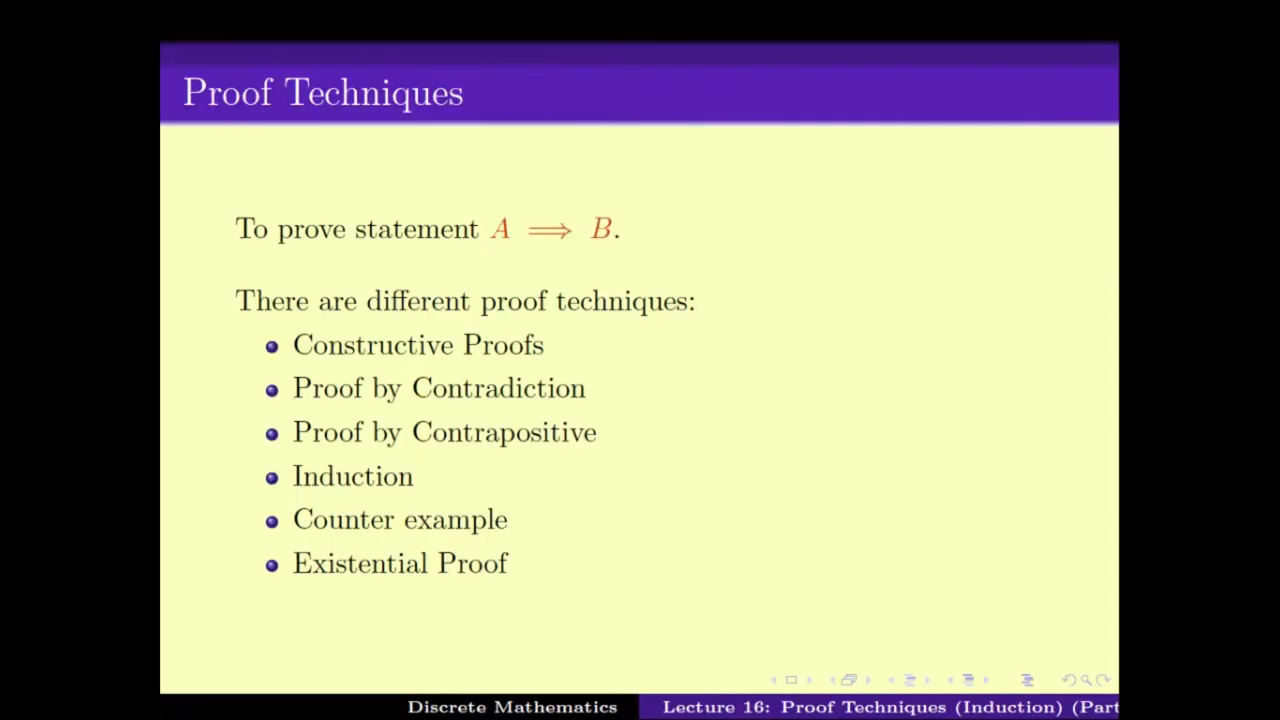 Proof Techniques
To prove statement A ⟹ B.
There are different proof techniques:
Constructive Proofs
Proof by Contradiction
Proof by Contrapositive
Induction
Counter example
Existential Proof
Discrete Mathematics
Lecture 16: Proof Techniques (Induction) (Part